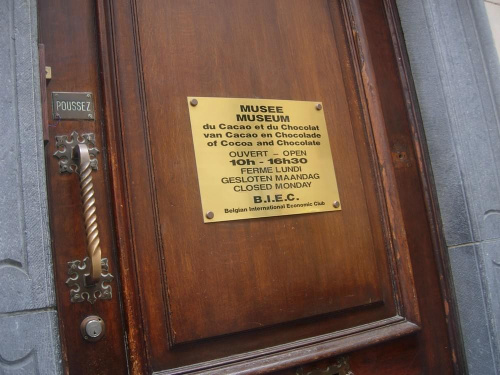 POUSSEZ
MUSEE
MUSEUM
du Cacao et du Chocolat
van Cacao en Chocolade
of Cocoa and Chocolate
OUVERT - OPEN
10h - 16h30
FERME LUNDI
GESLOTEN MAANDAG
CLOSED MONDAY
B.I.E.C.
Belgian International Economic Club